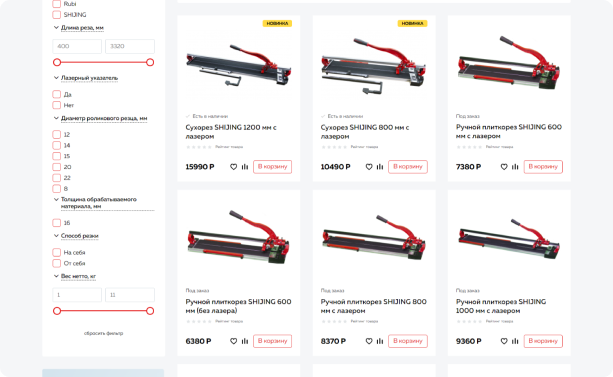 Rubi
SHIJING
Длина реза, мм
400
3320
Лазерный указатель
Да
Нет
Диаметр роликового резца, мм
12
14
15
20
22
8
Толщина обрабатываемого
материала, мм
16
Способ резки
На себя
От себя
Вес нетто, кг
1
11
сбросить фильтр
НОВИНКА
Есть в наличии
Сухорез SHIJING 1200 мм с
лазером
Рейтинг товара
15990 Р
В корзину
НОВИНКА
Есть в наличии
Сухорез SHIJING 800 мм с
лазером
Рейтинг товара
10490 Р
В корзину
Под заказ
Ручной плиткорез SHIJING 600
мм с лазером
Рейтинг товара
7380 Р
В корзину
Под заказ
Ручной плиткорез SHIJING 600
мм (без лазера)
Рейтинг товара
6380 Р
В корзину
Под заказ
Ручной плиткорез SHIJING 800
мм с лазером
Рейтинг товара
8370 Р
В корзину
Под заказ
Ручной плиткорез SHIJING
1000 мм с лазером
Рейтинг товара
9360 Р
В корзину